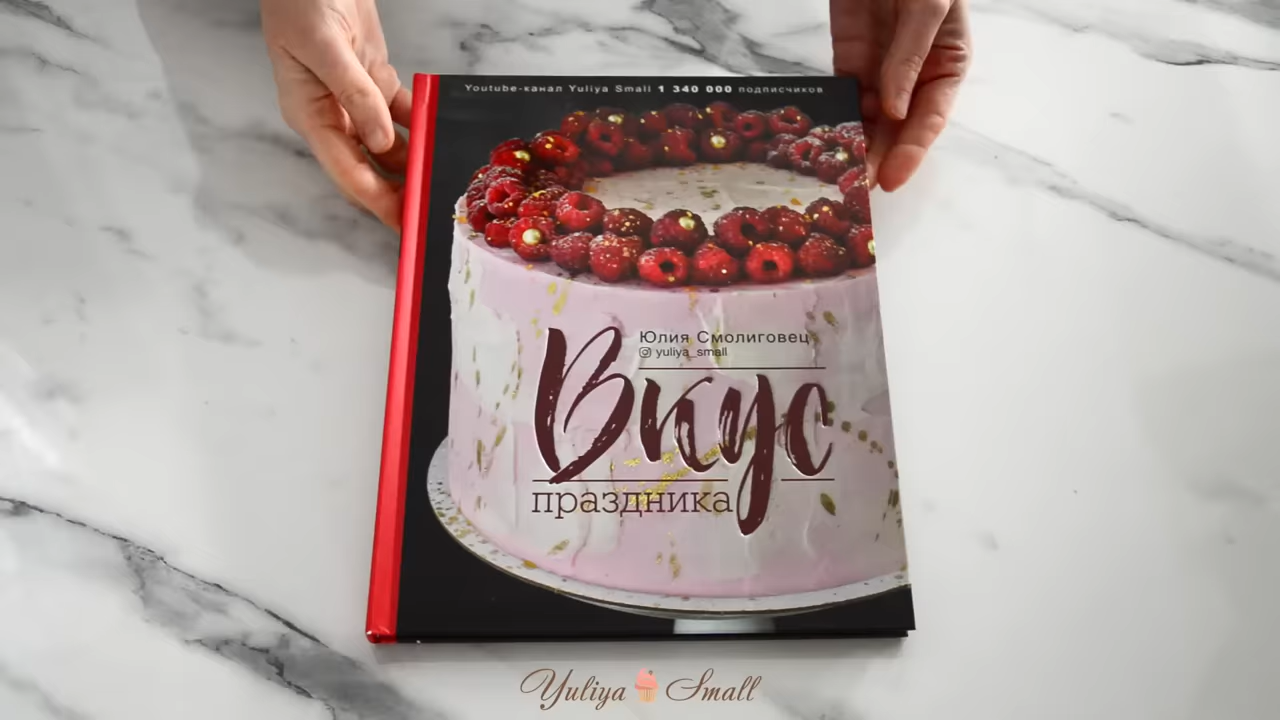 Youtube-канал Yuliya Small 1 340 000 подписчиков
Юлия Смолиговец
yuliya_small
Вкус
праздника
Yuliya Small